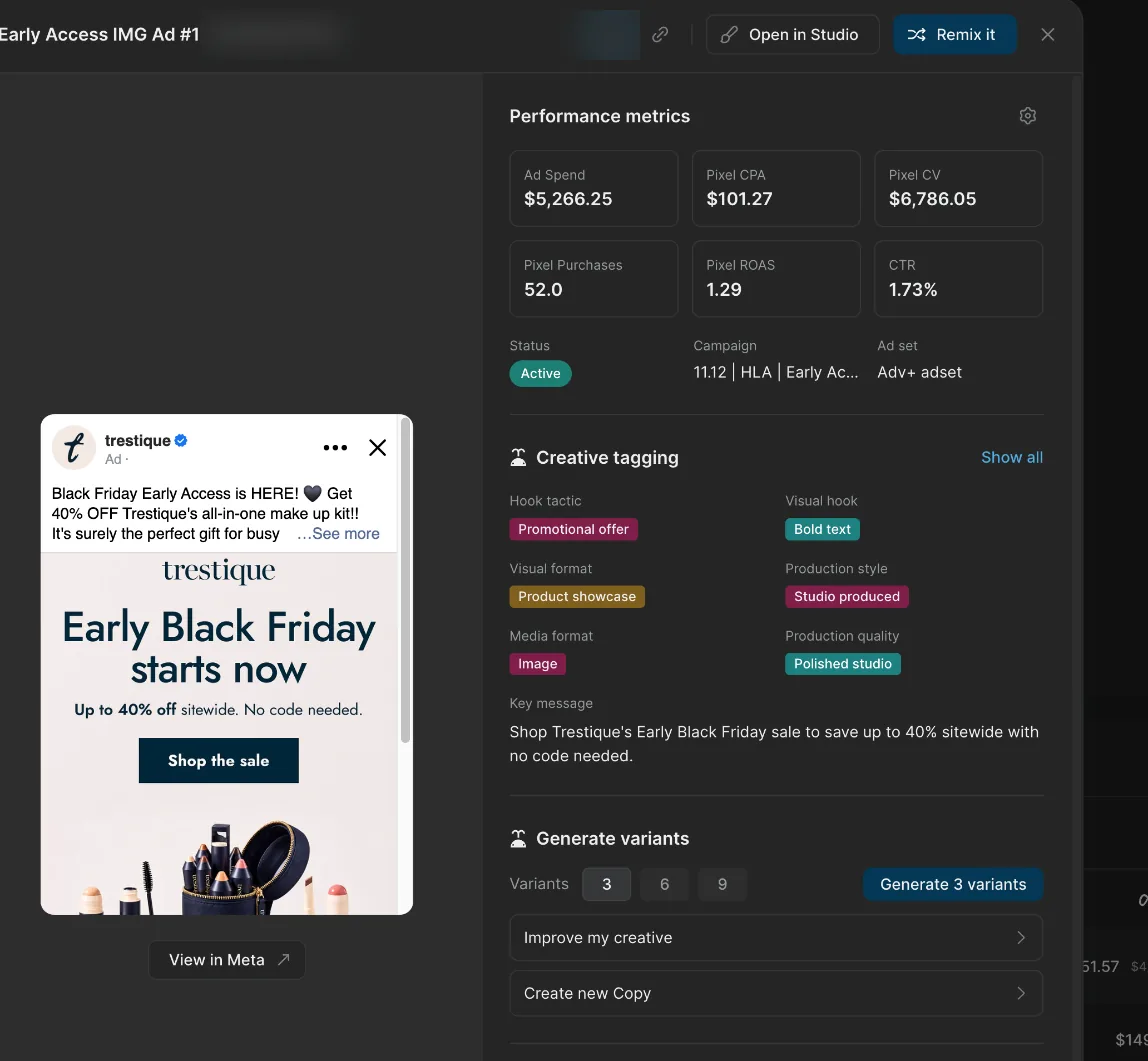 Early Access IMG Ad #1
Open in Studio
Remix it
Performance metrics
Ad Spend
$5,266.25
Pixel CPA
$101.27
Pixel CV
$6,786.05
Pixel Purchases
52.0
Pixel ROAS
1.29
CTR
1.73%
Status
Active
Campaign
11.12 | HLA | Early Ac...
Ad set
Adv+ adset
trestique
Ad ·
Black Friday Early Access is HERE! 🖤 Get
40% OFF Trestique's all-in-one make up kit!!
It's surely the perfect gift for busy ...See more
trestique
Early Black Friday
starts now
Up to 40% off sitewide. No code needed.
Shop the sale
View in Meta
Creative tagging
Show all
Hook tactic
Promotional offer
Visual hook
Bold text
Visual format
Product showcase
Production style
Studio produced
Media format
Image
Production quality
Polished studio
Key message
Shop Trestique's Early Black Friday sale to save up to 40% sitewide with
no code needed.
Generate variants
Variants
3
6
9
Generate 3 variants
Improve my creative
Create new Copy
51.57
$4
$149